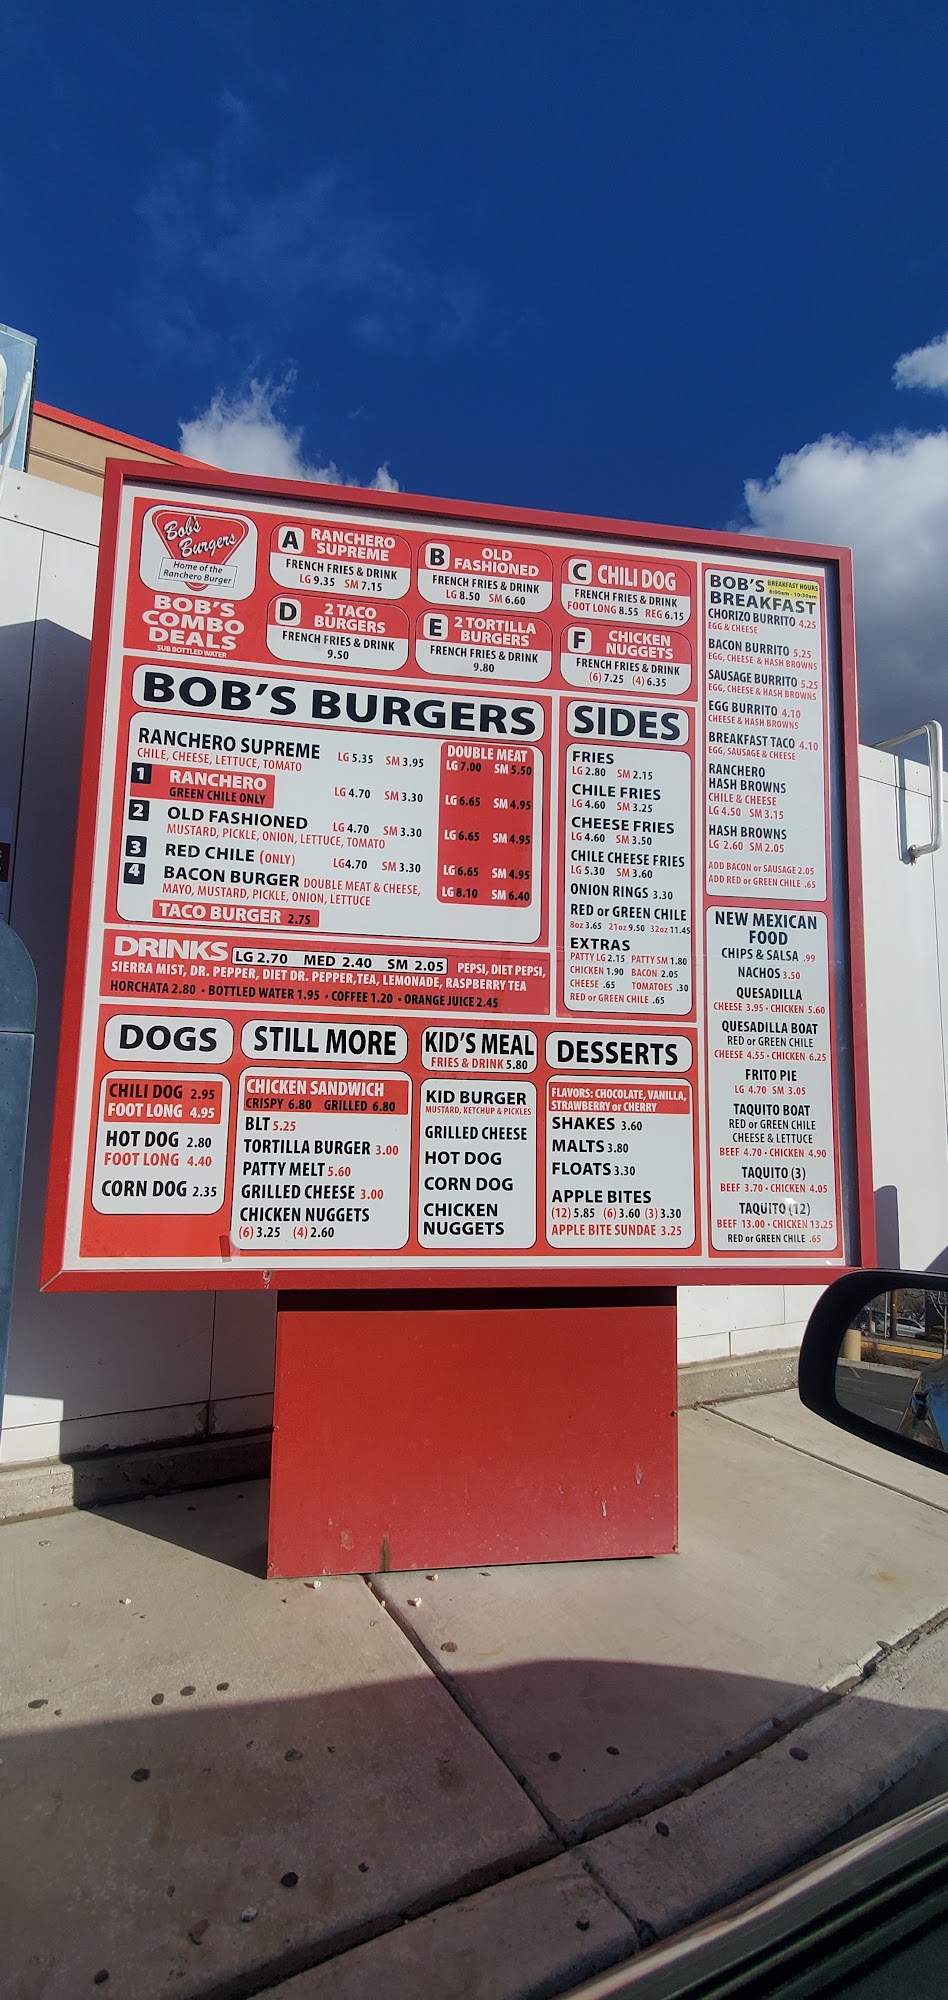 Bob's
Burgers
Home of the
Ranchero Burger
BOB'S
COMBO
DEALS
SUB BOTTLED WATER
A RANCHERO
SUPREME
FRENCH FRIES & DRINK
LG 9.35 SM 7.15
B OLD
FASHIONED
FRENCH FRIES & DRINK
LG 8.50 SM 6.60
C CHILI DOG
FRENCH FRIES & DRINK
FOOT LONG 8.55 REG 6.15
D 2 TACO
BURGERS
FRENCH FRIES & DRINK
9.50
E 2 TORTILLA
BURGERS
FRENCH FRIES & DRINK
9.80
F CHICKEN
NUGGETS
FRENCH FRIES & DRINK
(6) 7.25 (4) 6.35
BOB'S BURGERS
DOUBLE MEAT
RANCHERO SUPREME LG 5.35 SM 3.95 LG 7.00 SM 5.50
CHILE, CHEESE, LETTUCE, TOMATO
1 RANCHERO LG 4.70 SM 3.30 LG 6.65 SM 4.95
GREEN CHILE ONLY
2 OLD FASHIONED LG 4.70 SM 3.30 LG 6.65 SM 4.95
MUSTARD, PICKLE, ONION, LETTUCE, TOMATO
3 RED CHILE (ONLY) LG4.70 SM 3.30 LG 6.65 SM 4.95
4 BACON BURGER DOUBLE MEAT & CHEESE, LG 8.10 SM 6.40
MAYO, MUSTARD, PICKLE, ONION, LETTUCE
TACO BURGER 2.75
SIDES
FRIES
LG 2.80 SM 2.15
CHILE FRIES
LG 4.60 SM 3.25
CHEESE FRIES
LG 4.60 SM 3.50
CHILE CHEESE FRIES
LG 5.30 SM 3.60
ONION RINGS 3.30
RED or GREEN CHILE
8oz 3.65 21oz 9.50 32oz 11.45
EXTRAS
PATTY LG 2.15 PATTY SM 1.80
CHICKEN 1.90 BACON 2.05
CHEESE .65 TOMATOES .30
RED or GREEN CHILE .65
DRINKS LG 2.70 MED 2.40 SM 2.05 PEPSI, DIET PEPSI,
SIERRA MIST, DR. PEPPER, DIET DR. PEPPER, TEA, LEMONADE, RASPBERRY TEA
HORCHATA 2.80 • BOTTLED WATER 1.95 • COFFEE 1.20 • ORANGE JUICE 2.45
DOGS
CHILI DOG 2.95
FOOT LONG 4.95
HOT DOG 2.80
FOOT LONG 4.40
CORN DOG 2.35
STILL MORE
CHICKEN SANDWICH
CRISPY 6.80 GRILLED 6.80
BLT 5.25
TORTILLA BURGER 3.00
PATTY MELT 5.60
GRILLED CHEESE 3.00
CHICKEN NUGGETS
(6) 3.25 (4) 2.60
KID'S MEAL
FRIES & DRINK 5.80
KID BURGER
MUSTARD, KETCHUP & PICKLES
GRILLED CHEESE
HOT DOG
CORN DOG
CHICKEN
NUGGETS
DESSERTS
FLAVORS: CHOCOLATE, VANILLA,
STRAWBERRY or CHERRY
SHAKES 3.60
MALTS 3.80
FLOATS 3.30
APPLE BITES
(12) 5.85 (6) 3.60 (3) 3.30
APPLE BITE SUNDAE 3.25
BOB'S
BREAKFAST
BREAKFAST HOURS
8:00am - 10:30am
CHORIZO BURRITO 4.25
EGG & CHEESE
BACON BURRITO 5.25
EGG, CHEESE & HASH BROWNS
SAUSAGE BURRITO 5.25
EGG, CHEESE & HASH BROWNS
EGG BURRITO 4.10
CHEESE & HASH BROWNS
BREAKFAST TACO 4.10
EGG, SAUSAGE & CHEESE
RANCHERO
HASH BROWNS
CHILE & CHEESE
LG 4.50 SM 3.15
HASH BROWNS
LG 2.60 SM 2.05
ADD BACON or SAUSAGE 2.05
ADD RED or GREEN CHILE .65
NEW MEXICAN
FOOD
CHIPS & SALSA .99
NACHOS 3.50
QUESADILLA
CHEESE 3.95 • CHICKEN 5.60
QUESADILLA BOAT
RED or GREEN CHILE
CHEESE 4.55 • CHICKEN 6.25
FRITO PIE
LG 4.70 SM 3.05
TAQUITO BOAT
RED or GREEN CHILE
CHEESE & LETTUCE
BEEF 4.70 • CHICKEN 4.90
TAQUITO (3)
BEEF 3.70 • CHICKEN 4.05
TAQUITO (12)
BEEF 13.00 • CHICKEN 13.25
RED or GREEN CHILE .65